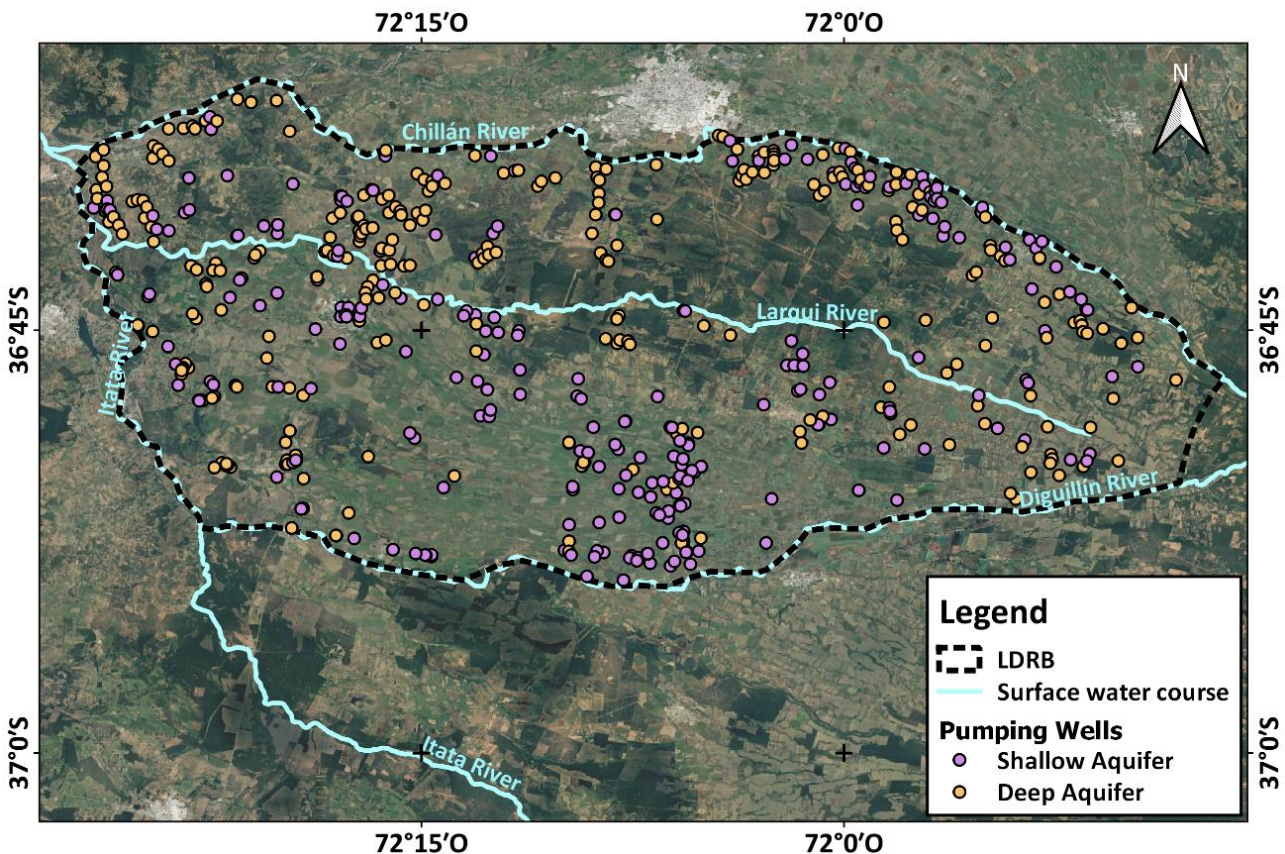 72°15'O
72°0'O
N
Chillán River
36°45'S
36°45'S
Larqui River
Itata River
Diguillín River
Legend
LDRB
Surface water course
Pumping Wells
Shallow Aquifer
Deep Aquifer
37°0'S
37°0'S
Itata River
72°15'O
72°0'O